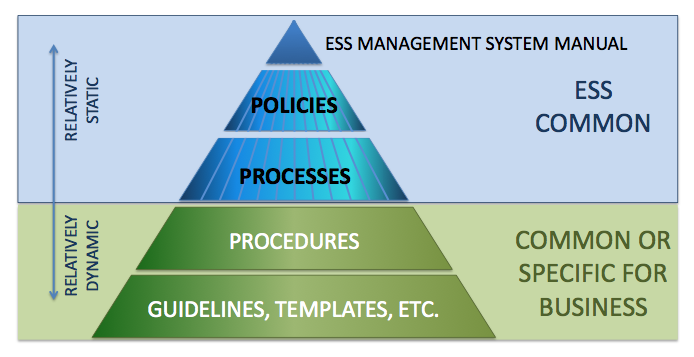 ESS MANAGEMENT SYSTEM MANUAL
RELATIVELY
STATIC
POLICIES
ESS
COMMON
PROCESSES
RELATIVELY
DYNAMIC
PROCEDURES
COMMON OR
SPECIFIC FOR
BUSINESS
GUIDELINES, TEMPLATES, ETC.